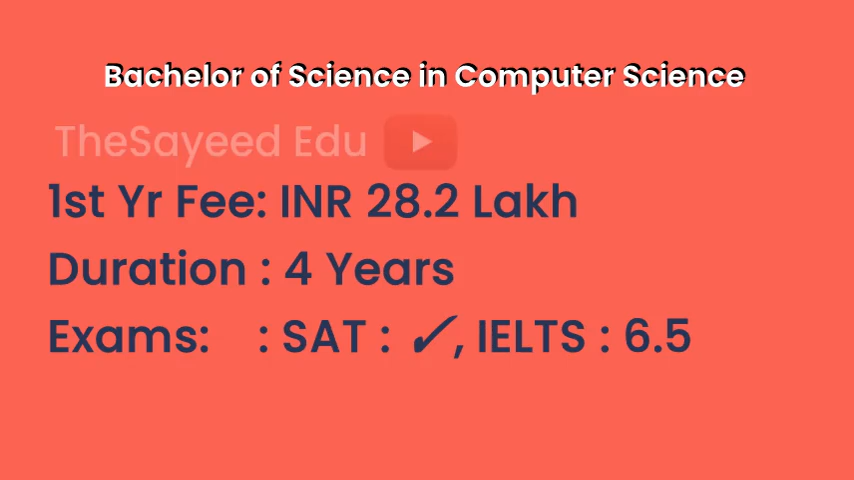 Bachelor of Science in Computer Science
TheSayeed Edu
1st Yr Fee: INR 28.2 Lakh
Duration : 4 Years
Exams: : SAT : ✓, IELTS : 6.5